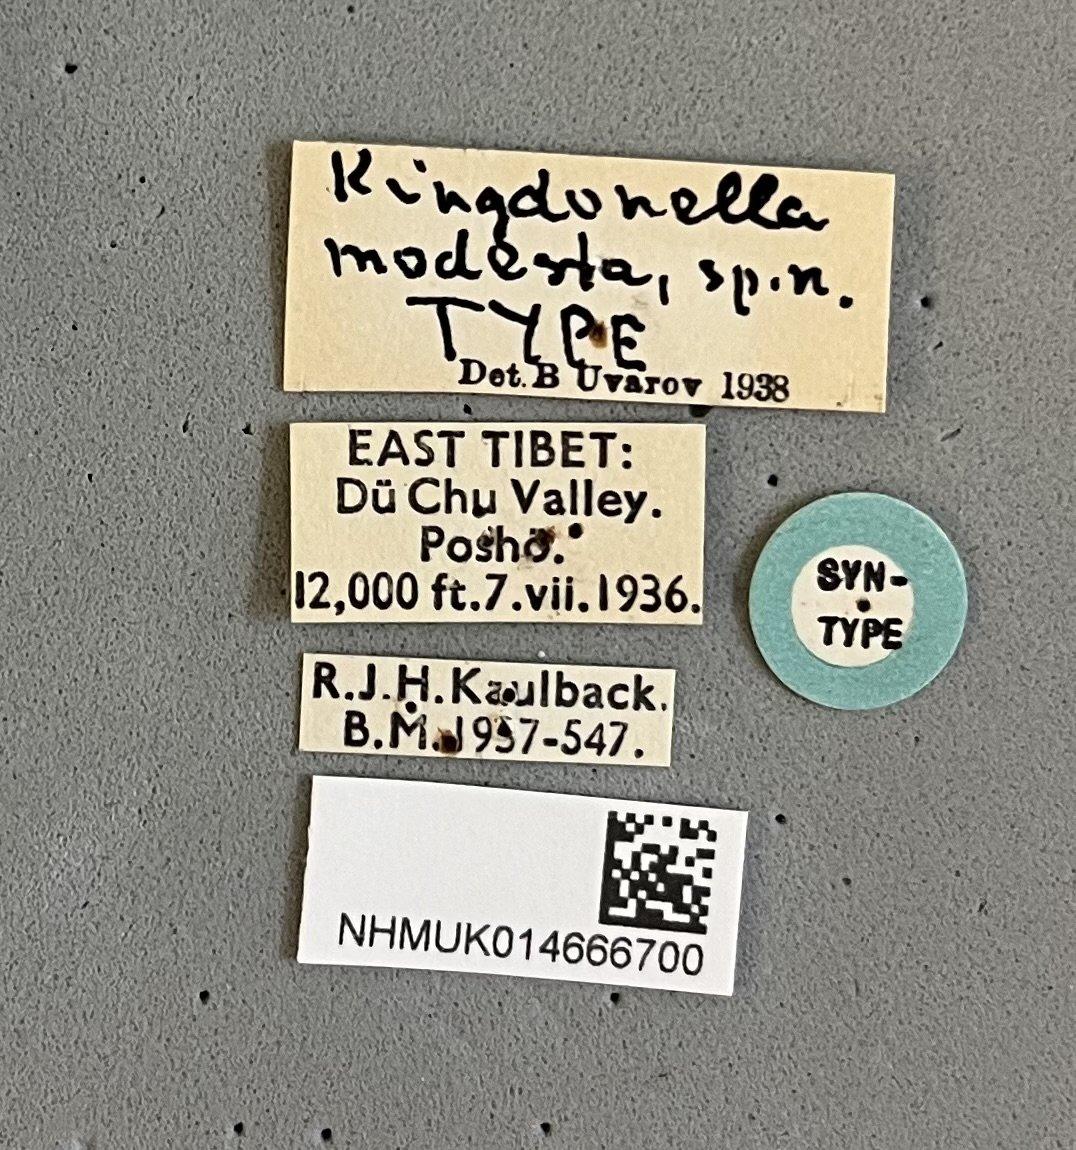 Kingdonella
modesta, sp.n.
TYPE
Det. B Uvarov 1938
EAST TIBET:
Dü Chu Valley.
Poshö.
12,000 ft. 7.vii.1936.
SYN-
TYPE
R.J.H.Kaulback.
B.M.1937-547.
NHMUK014666700